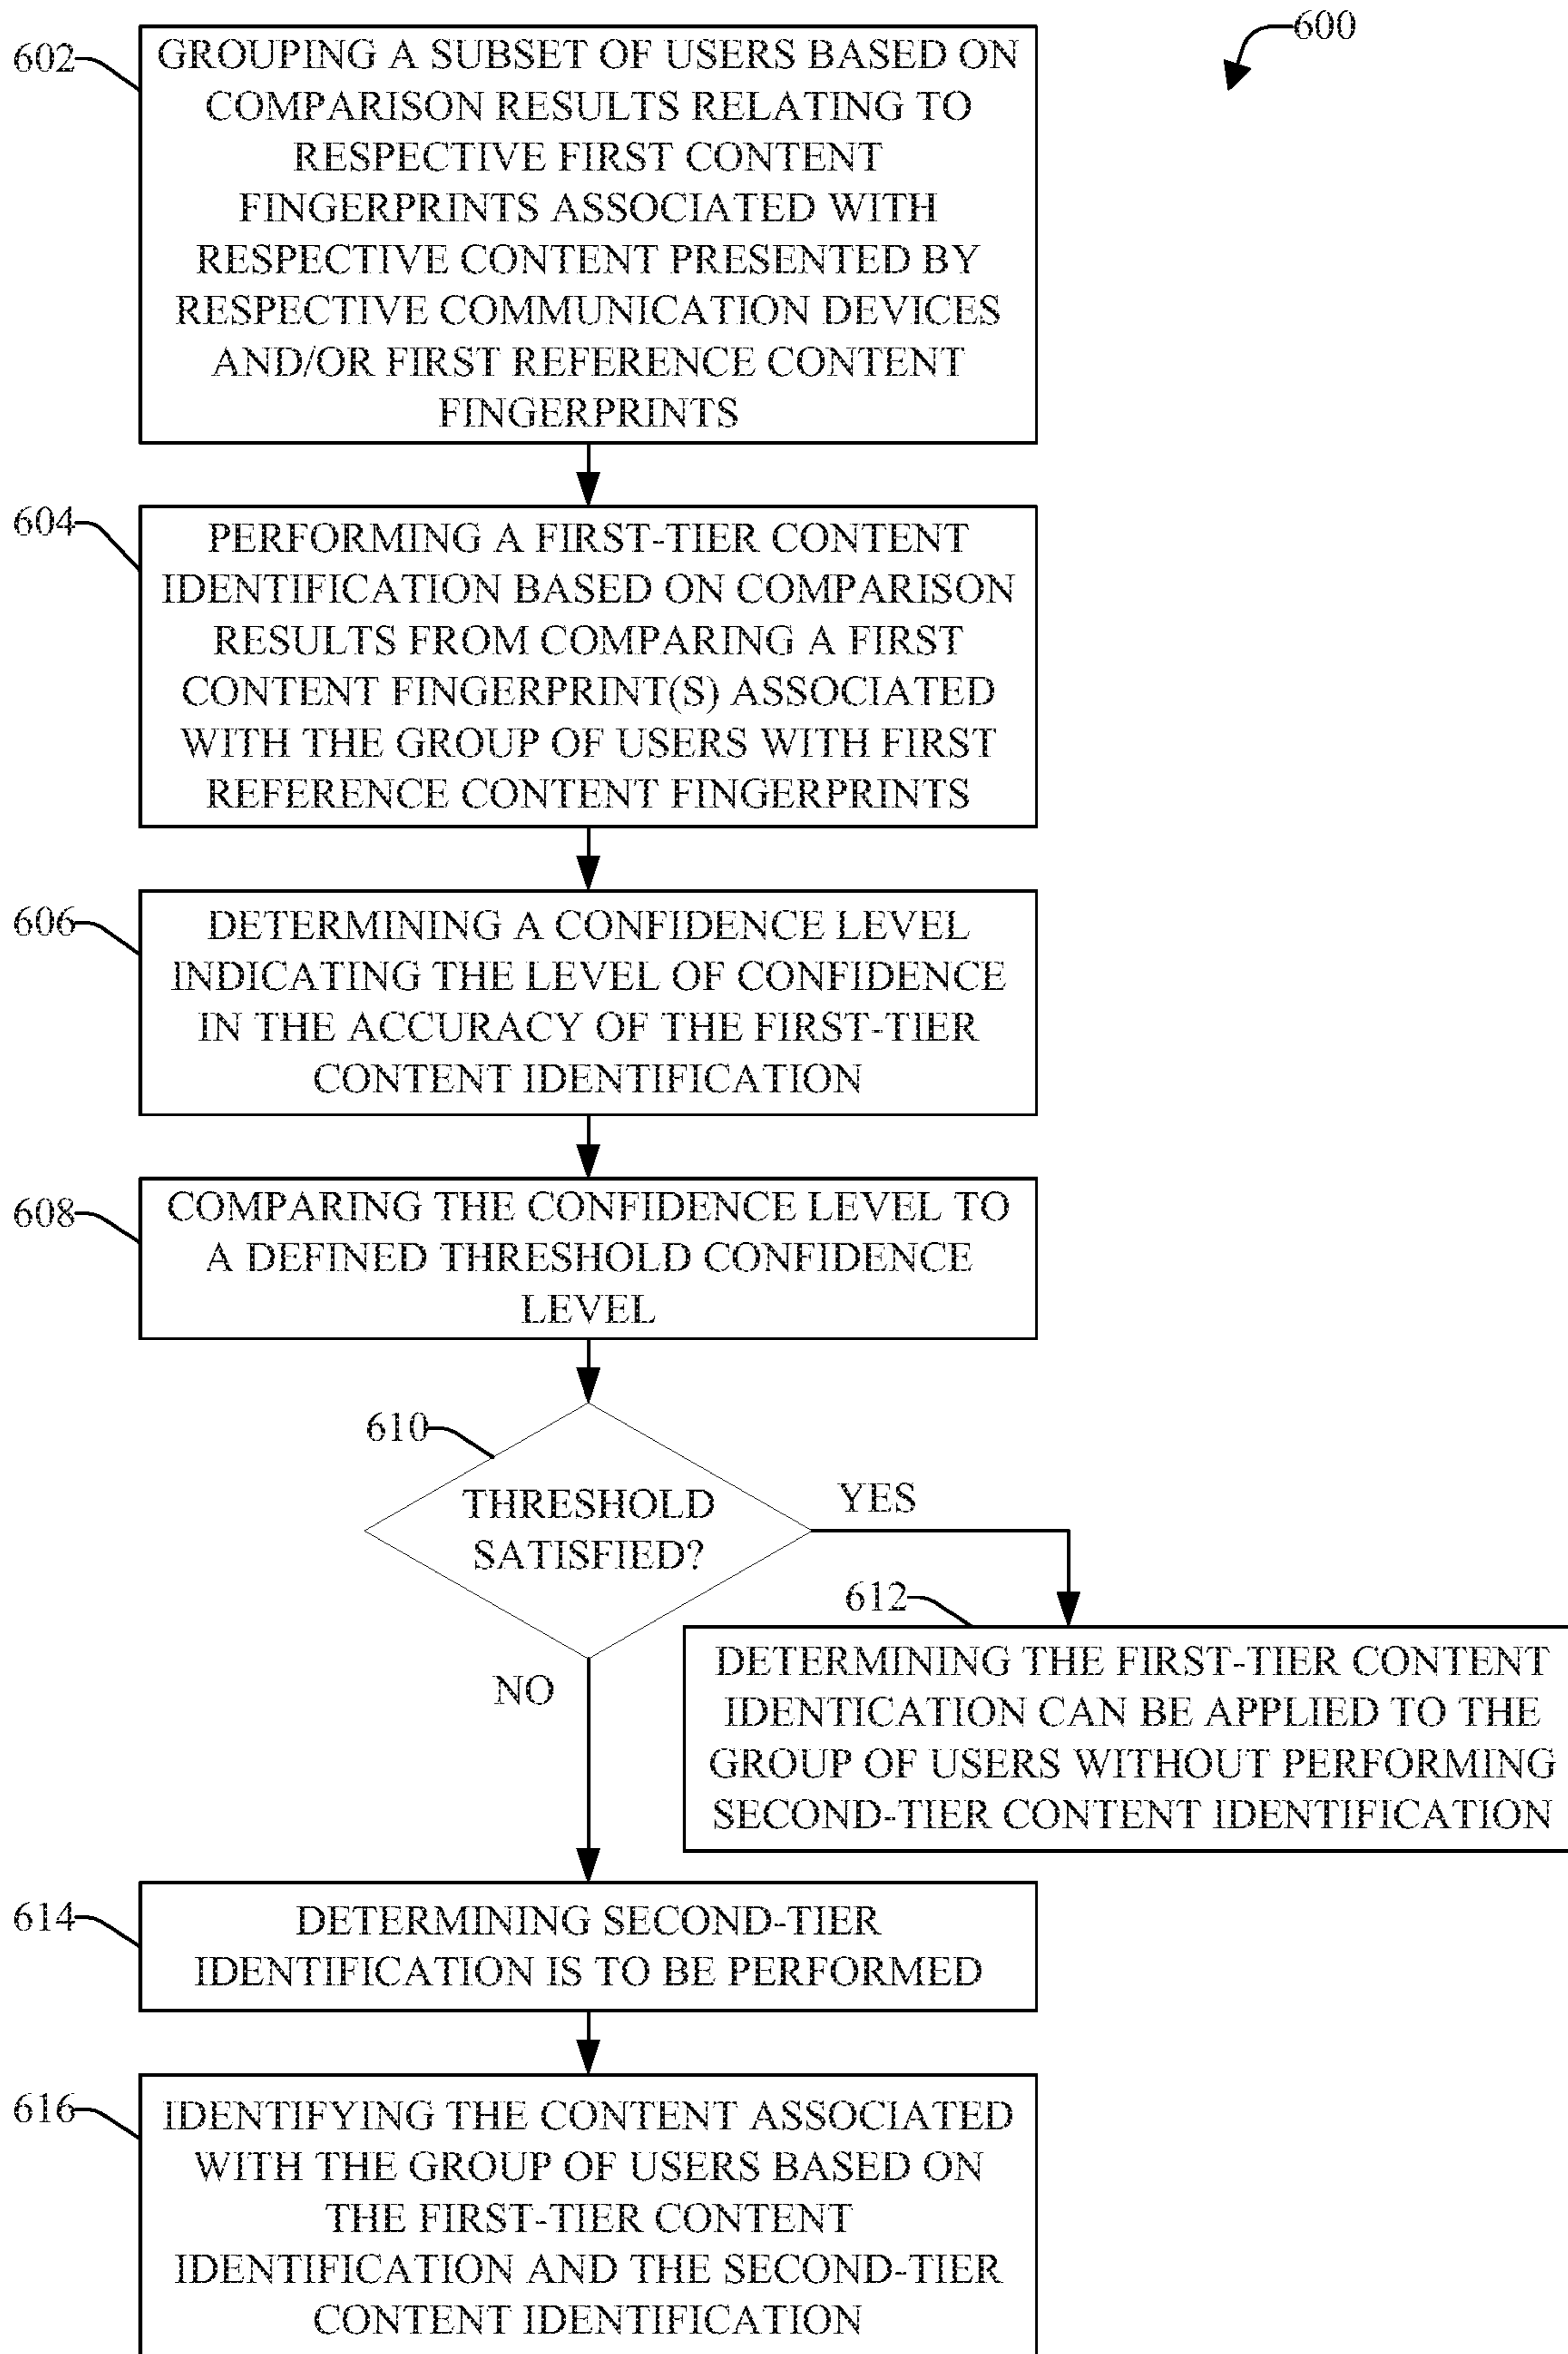 600
602
GROUPING A SUBSET OF USERS BASED ON
COMPARISON RESULTS RELATING TO
RESPECTIVE FIRST CONTENT
FINGERPRINTS ASSOCIATED WITH
RESPECTIVE CONTENT PRESENTED BY
RESPECTIVE COMMUNICATION DEVICES
AND/OR FIRST REFERENCE CONTENT
FINGERPRINTS
604
PERFORMING A FIRST-TIER CONTENT
IDENTIFICATION BASED ON COMPARISON
RESULTS FROM COMPARING A FIRST
CONTENT FINGERPRINT(S) ASSOCIATED
WITH THE GROUP OF USERS WITH FIRST
REFERENCE CONTENT FINGERPRINTS
606
DETERMINING A CONFIDENCE LEVEL
INDICATING THE LEVEL OF CONFIDENCE
IN THE ACCURACY OF THE FIRST-TIER
CONTENT IDENTIFICATION
608
COMPARING THE CONFIDENCE LEVEL TO
A DEFINED THRESHOLD CONFIDENCE
LEVEL
610
THRESHOLD
SATISFIED?
YES
612
DETERMINING THE FIRST-TIER CONTENT
IDENTICATION CAN BE APPLIED TO THE
GROUP OF USERS WITHOUT PERFORMING
SECOND-TIER CONTENT IDENTIFICATION
NO
614
DETERMINING SECOND-TIER
IDENTIFICATION IS TO BE PERFORMED
616
IDENTIFYING THE CONTENT ASSOCIATED
WITH THE GROUP OF USERS BASED ON
THE FIRST-TIER CONTENT
IDENTIFICATION AND THE SECOND-TIER
CONTENT IDENTIFICATION